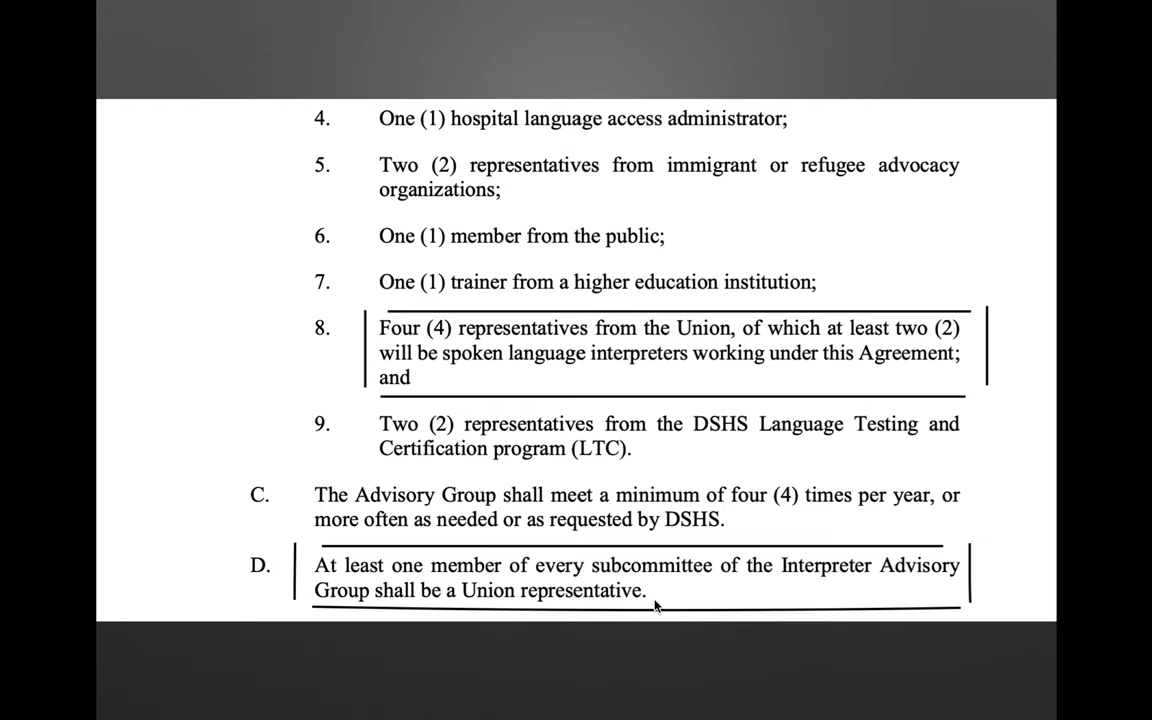 4. One (1) hospital language access administrator;
5. Two (2) representatives from immigrant or refugee advocacy
organizations;
6. One (1) member from the public;
7. One (1) trainer from a higher education institution;
8. Four (4) representatives from the Union, of which at least two (2)
will be spoken language interpreters working under this Agreement;
and
9. Two (2) representatives from the DSHS Language Testing and
Certification program (LTC).
C. The Advisory Group shall meet a minimum of four (4) times per year, or
more often as needed or as requested by DSHS.
D. At least one member of every subcommittee of the Interpreter Advisory
Group shall be a Union representative.